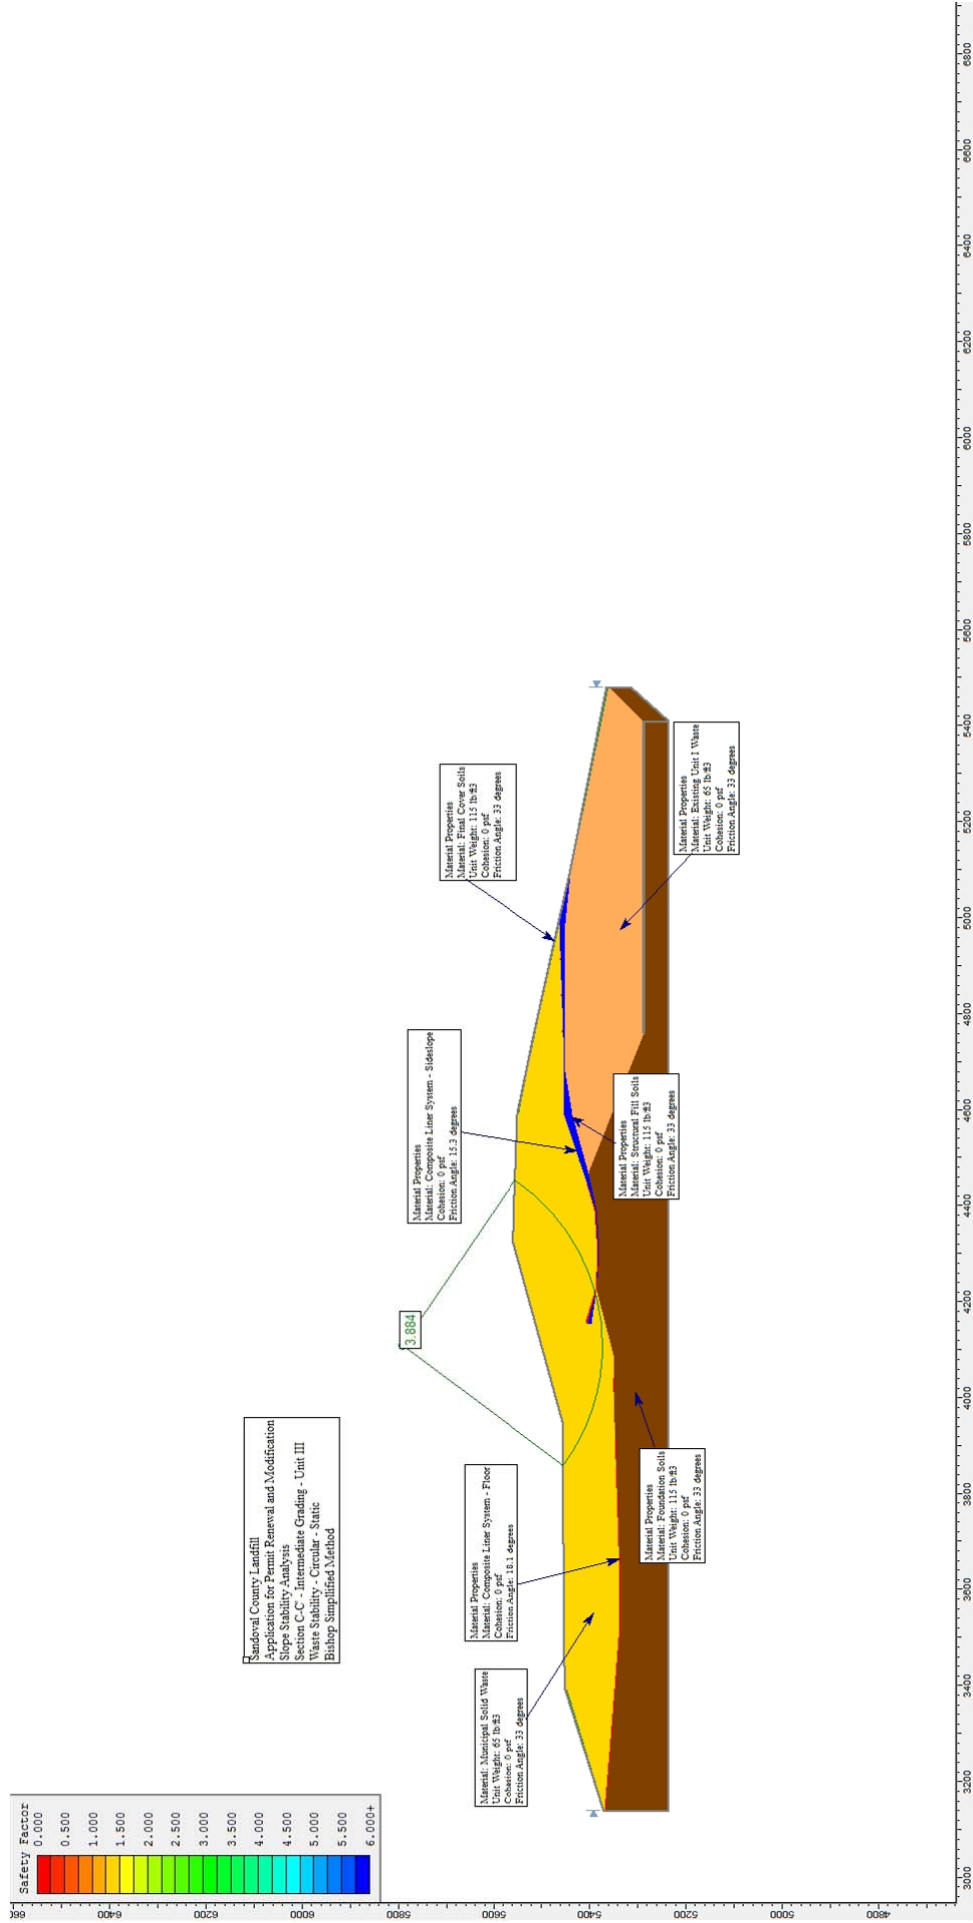 Safety Factor
0.000
0.500
1.000
1.500
2.000
2.500
3.000
3.500
4.000
4.500
5.000
5.500
6.000+
Sandoval County Landfill
Application for Permit Renewal and Modification
Slope Stability Analysis
Section C-C' - Intermediate Grading - Unit III
Waste Stability - Circular - Static
Bishop Simplified Method
3.884
Material: Municipal Solid Waste
Unit Weight: 65 lb/ft3
Cohesion: 0 psf
Friction Angle: 33 degrees
Material Properties
Material: Composite Liner System - Floor
Cohesion: 0 psf
Friction Angle: 18.1 degrees
Material Properties
Material: Composite Liner System - Sideslope
Cohesion: 0 psf
Friction Angle: 15.3 degrees
Material Properties
Material: Final Cover Soils
Unit Weight: 115 lb/ft3
Cohesion: 0 psf
Friction Angle: 33 degrees
Material Properties
Material: Foundation Soils
Unit Weight: 115 lb/ft3
Cohesion: 0 psf
Friction Angle: 33 degrees
Material Properties
Material: Structural Fill Soils
Unit Weight: 115 lb/ft3
Cohesion: 0 psf
Friction Angle: 33 degrees
Material Properties
Material: Existing Unit I Waste
Unit Weight: 65 lb/ft3
Cohesion: 0 psf
Friction Angle: 33 degrees
6400
6200
6000
5800
5600
5400
5200
5000
4800
3000
3200
3400
3600
3800
4000
4200
4400
4600
4800
5000
5200
5400
5600
5800
6000
6200
6400
6600
6800